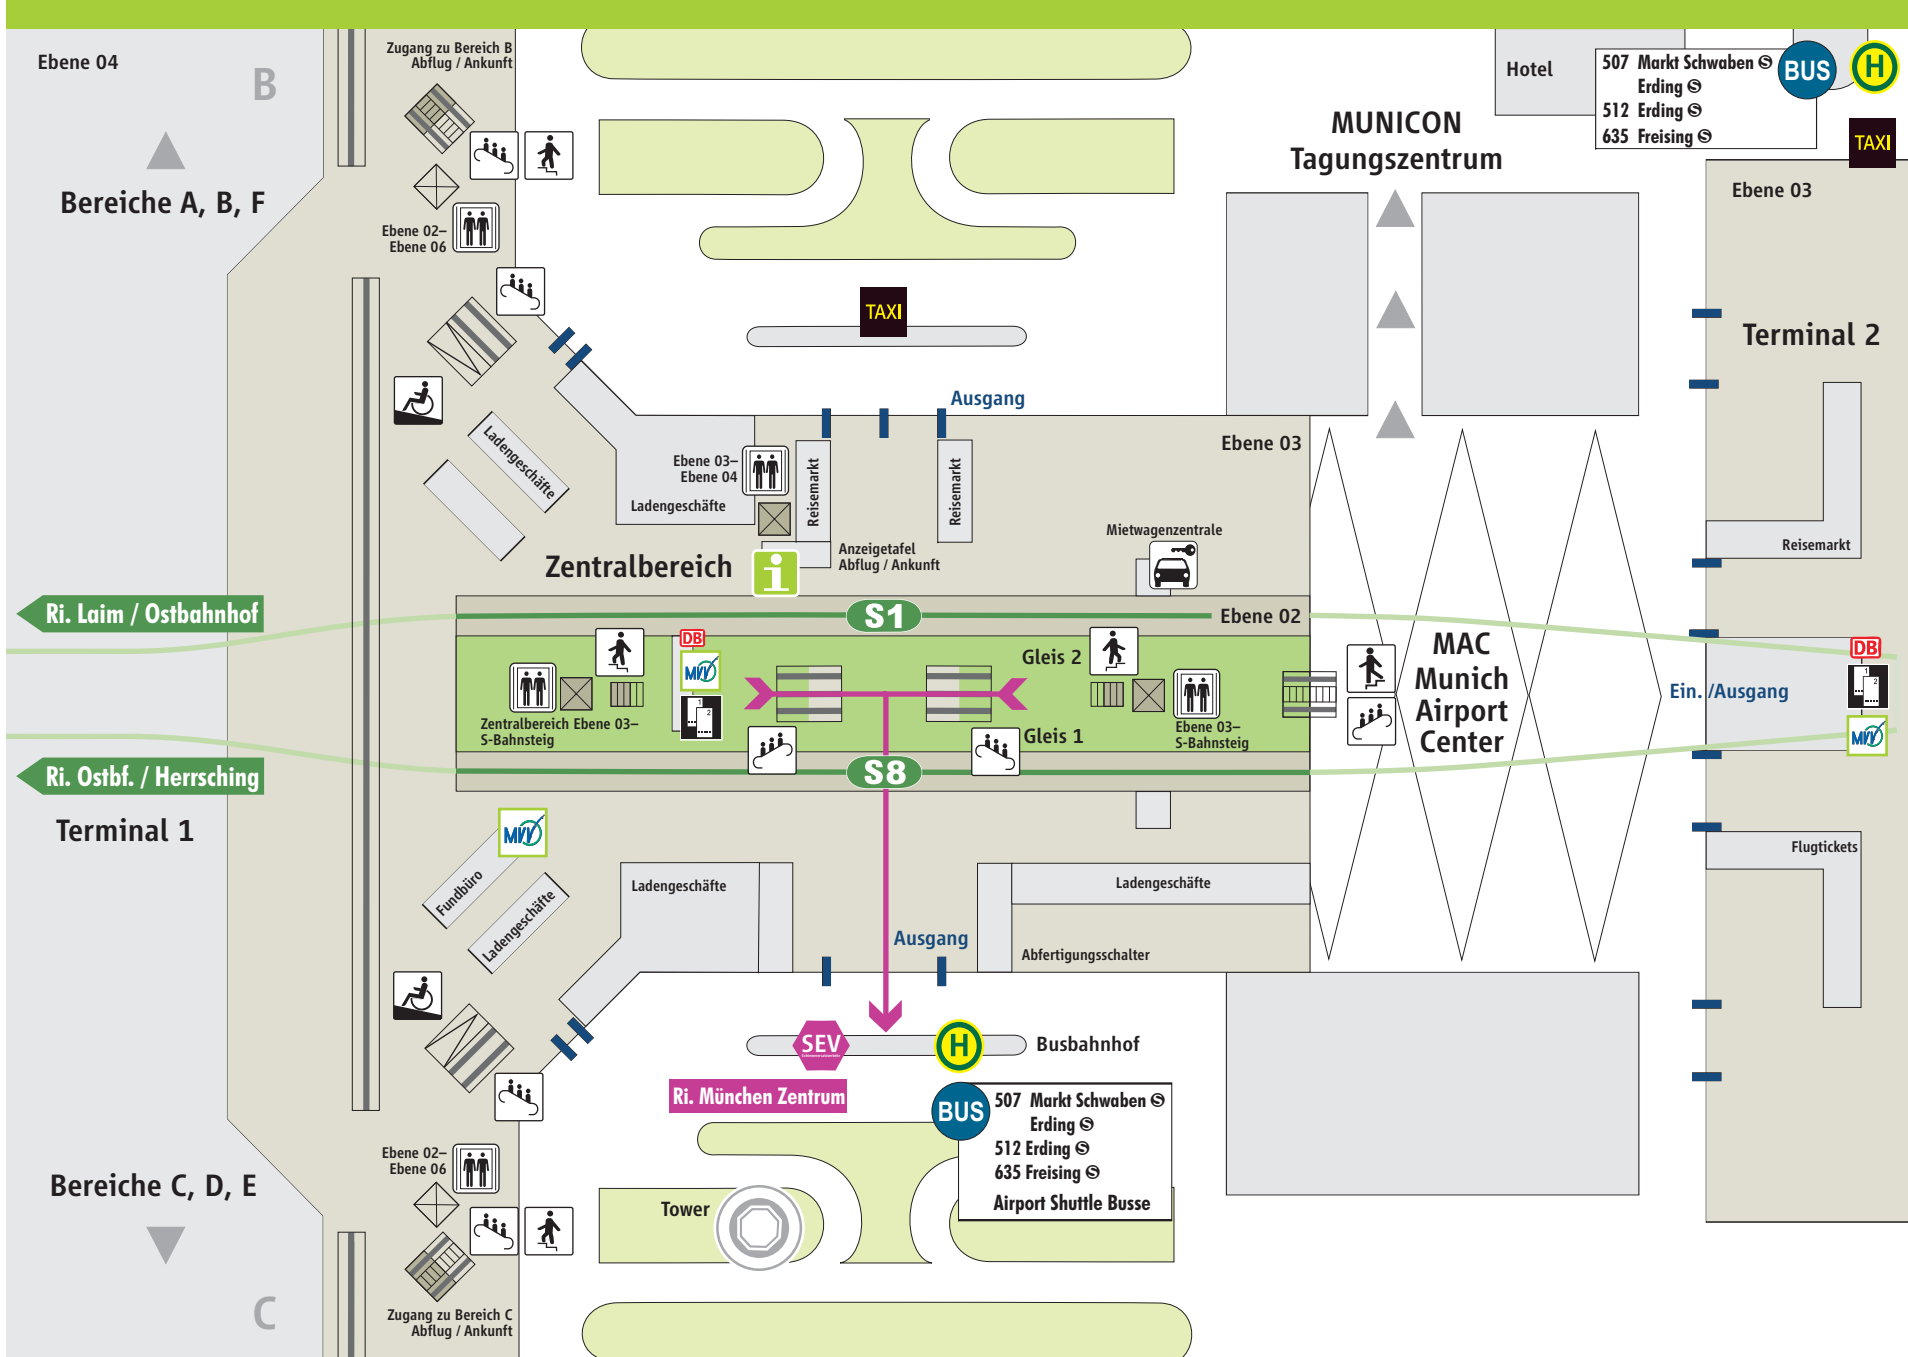 Ebene 04
B
Zugang zu Bereich B
Abflug / Ankunft
Bereiche A, B, F
Ebene 02–
Ebene 06
Hotel
507 Markt Schwaben S
Erding S
512 Erding S
635 Freising S
BUS
H
TAXI
MUNICON
Tagungszentrum
Ebene 03
Terminal 2
TAXI
Ausgang
Ebene 03
Ladengeschäfte
Ebene 03–
Ebene 04
Ladengeschäfte
Reisemarkt
Reisemarkt
Mietwagenzentrale
Anzeigetafel
Abflug / Ankunft
Reisemarkt
Zentralbereich
i
Ri. Laim / Ostbahnhof
S1
Ebene 02
DB
MVV
1
2
Gleis 2
MAC
Munich
Airport
Center
Ein. /Ausgang
DB
1
2
MVV
Zentralbereich Ebene 03–
S-Bahnsteig
Gleis 1
Ebene 03–
S-Bahnsteig
Ri. Ostbf. / Herrsching
S8
Terminal 1
MVV
Fundbüro
Ladengeschäfte
Ladengeschäfte
Ladengeschäfte
Flugtickets
Ausgang
Abfertigungsschalter
SEV
H
Busbahnhof
Ri. München Zentrum
BUS
507 Markt Schwaben S
Erding S
512 Erding S
635 Freising S
Airport Shuttle Busse
Ebene 02–
Ebene 06
Bereiche C, D, E
Tower
C
Zugang zu Bereich C
Abflug / Ankunft